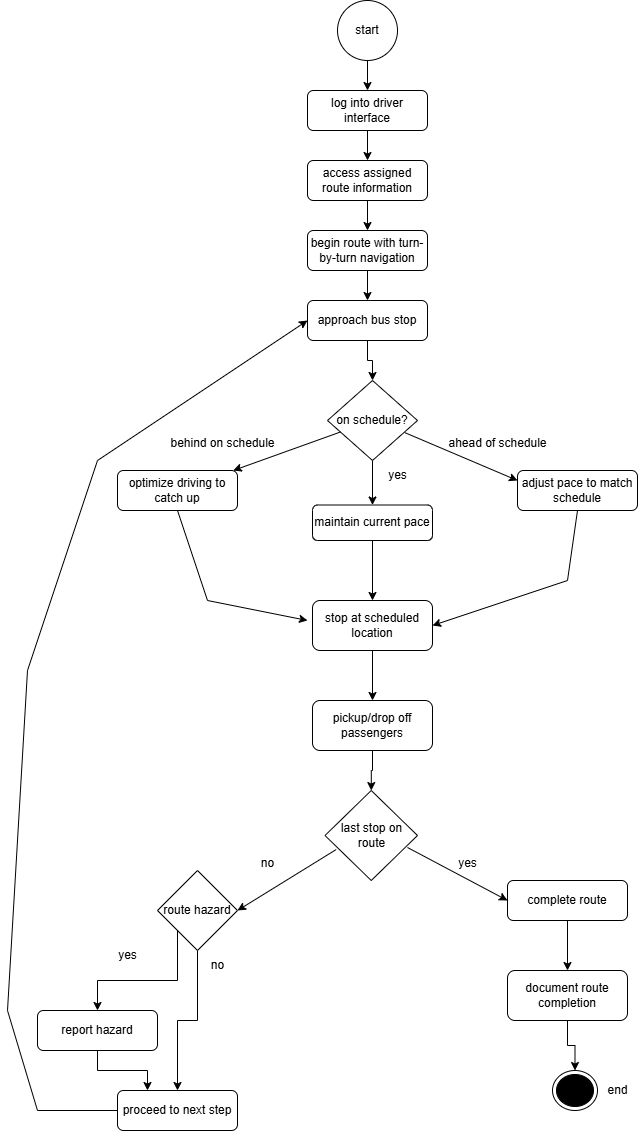 start
log into driver
interface
access assigned
route information
begin route with turn-
by-turn navigation
approach bus stop
on schedule?
behind on schedule
ahead of schedule
yes
optimize driving to
catch up
adjust pace to match
schedule
maintain current pace
stop at scheduled
location
pickup/drop off
passengers
last stop on
route
no
yes
route hazard
complete route
yes
no
document route
completion
report hazard
end
proceed to next step